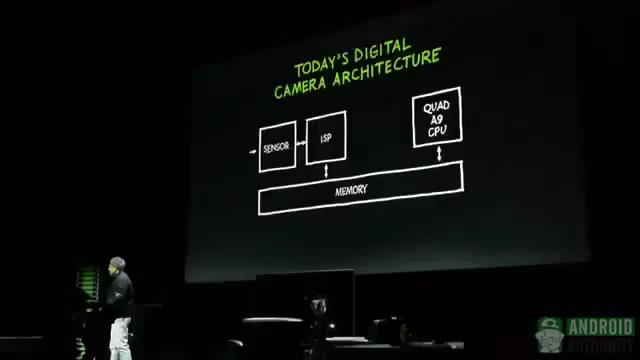 TODAY'S DIGITAL
CAMERA ARCHITECTURE
SENSOR
ISP
QUAD
A9
CPU
MEMORY
ANDROID
AUTHORITY